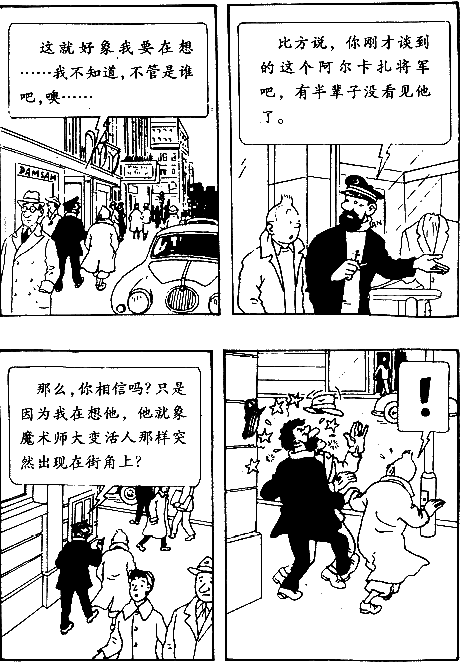 这就好象我要在想
……我不知道,不管是谁
吧,噢……
DAMSAM
比方说，你刚才谈到
的这个阿尔卡扎将军
吧，有半辈子没看见他
了。
那么,你相信吗?只是
因为我在想他，他就象
魔术师大变活人那样突
然出现在街角上?
!